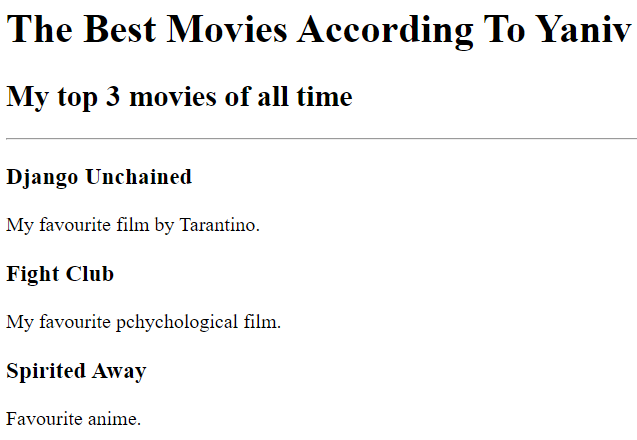 The Best Movies According To Yaniv
My top 3 movies of all time
Django Unchained
My favourite film by Tarantino.
Fight Club
My favourite pchychological film.
Spirited Away
Favourite anime.